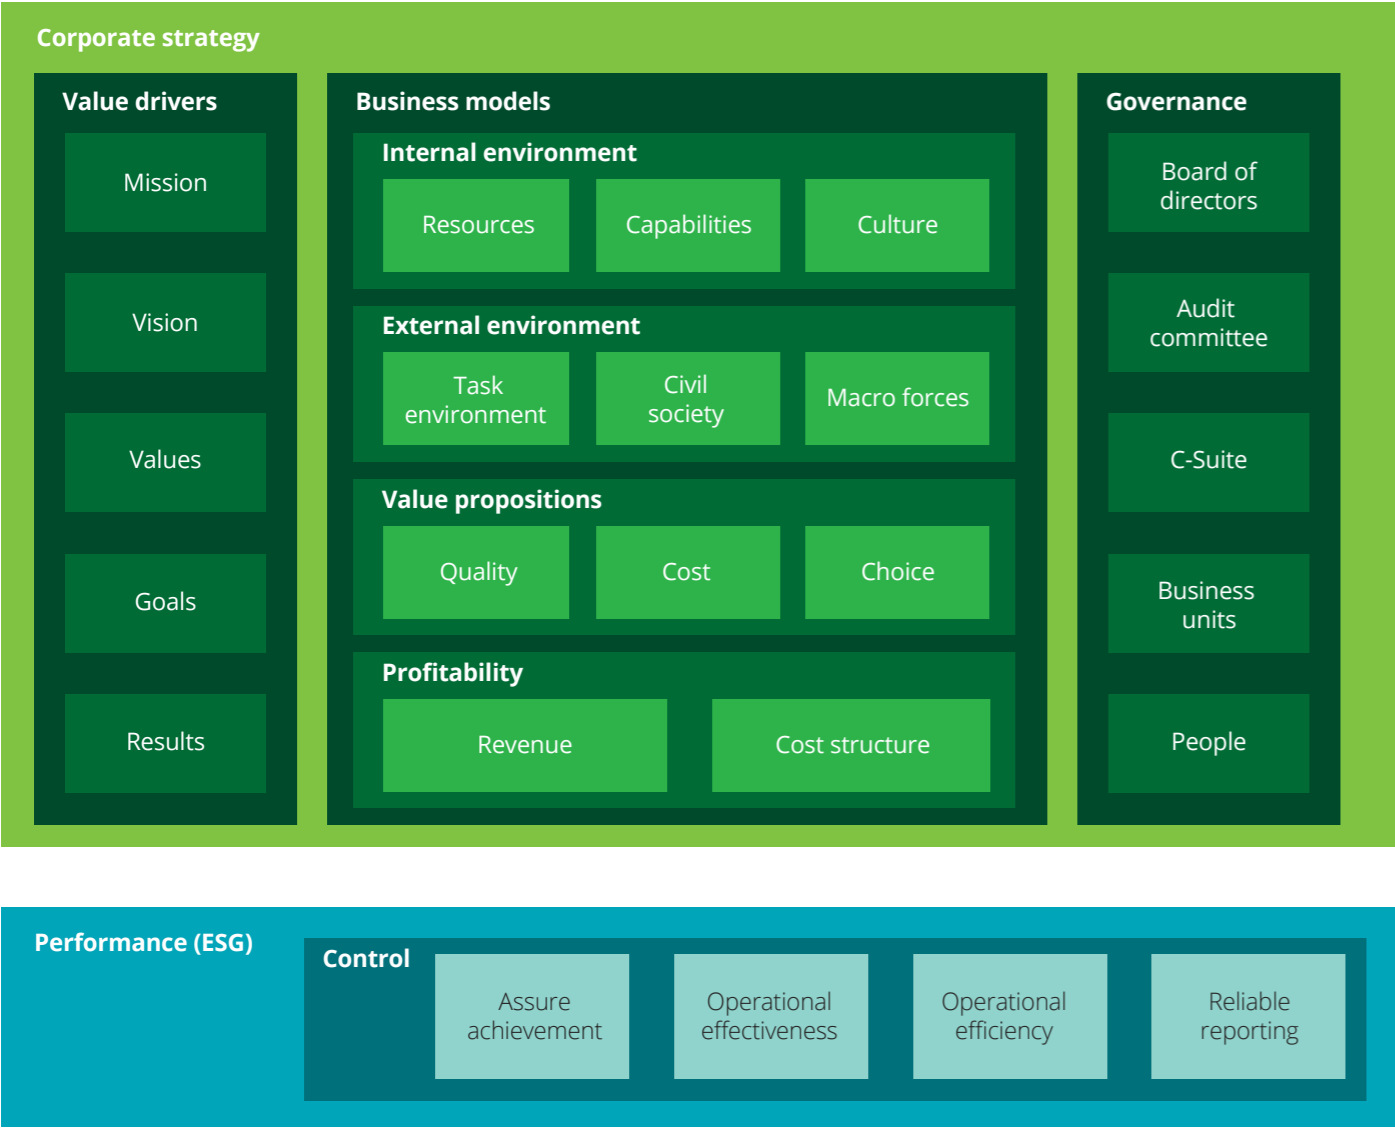 Corporate strategy
Value drivers
Mission
Vision
Values
Goals
Results
Business models
Internal environment
Resources
Capabilities
Culture
External environment
Task
environment
Civil
society
Macro forces
Value propositions
Quality
Cost
Choice
Profitability
Revenue
Cost structure
Governance
Board of
directors
Audit
committee
C-Suite
Business
units
People
Performance (ESG)
Control
Assure
achievement
Operational
effectiveness
Operational
efficiency
Reliable
reporting